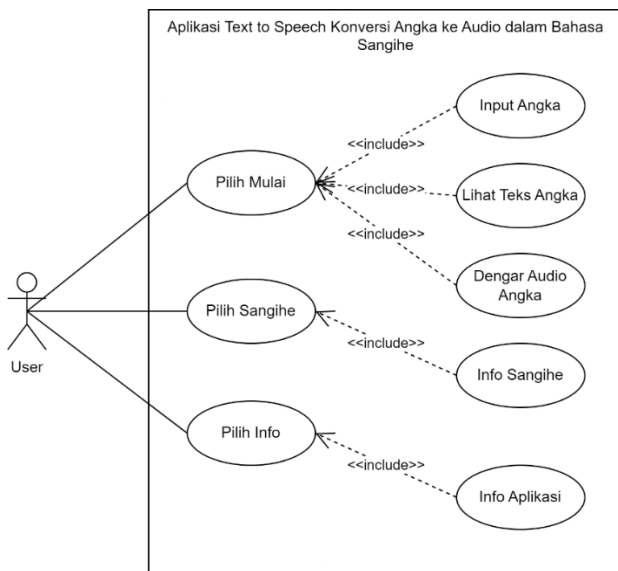 Aplikasi Text to Speech Konversi Angka ke Audio dalam Bahasa
Sangihe
Input Angka
<<include>>
Pilih Mulai
<<include>>
Lihat Teks Angka
<<include>>
Dengar Audio
Angka
Pilih Sangihe
<<include>>
Info Sangihe
User
Pilih Info
<<include>>
Info Aplikasi